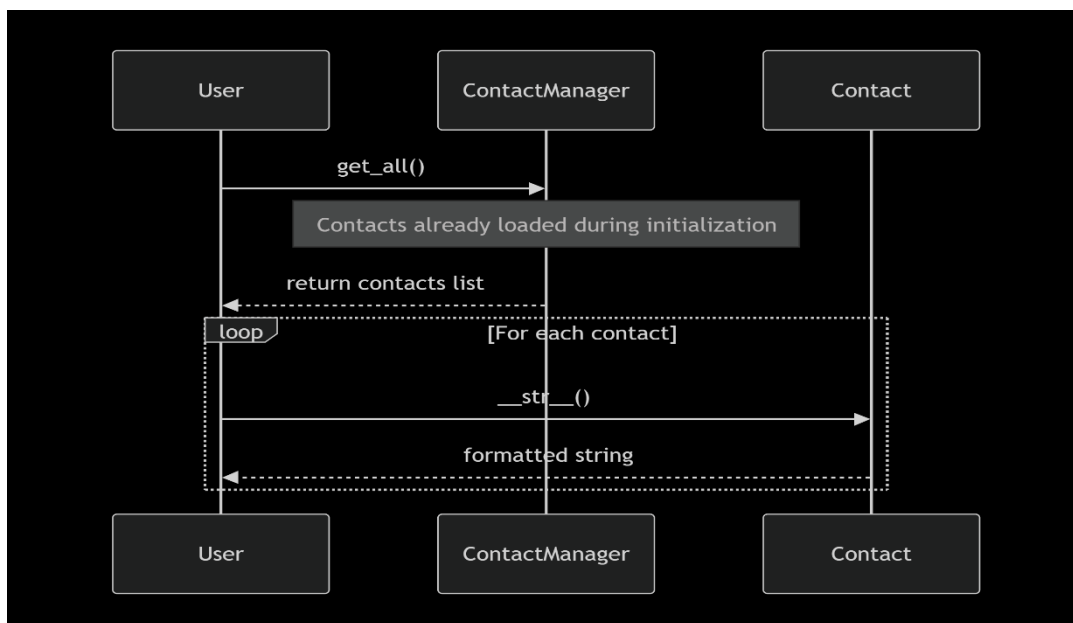 User
ContactManager
Contact
get_all()
Contacts already loaded during initialization
return contacts list
loop
[For each contact]
__str__()
formatted string
User
ContactManager
Contact